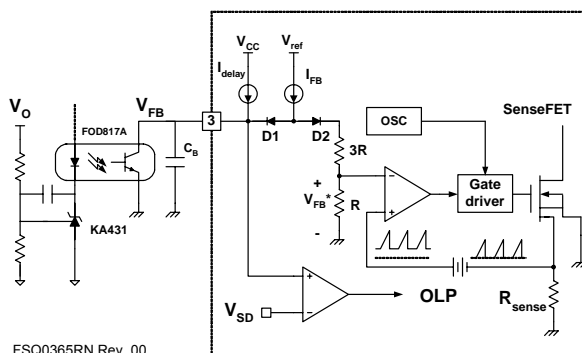 V_CC
V_ref
I_delay
I_FB
V_O
V_FB
3
SenseFET
FOD817A
D1
D2
OSC
3R
C_B
+
V_FB*
-
R
−
+
Gate
driver
KA431
+
−
V_SD
OLP
R_sense
FSQ0365RN Rev. 00